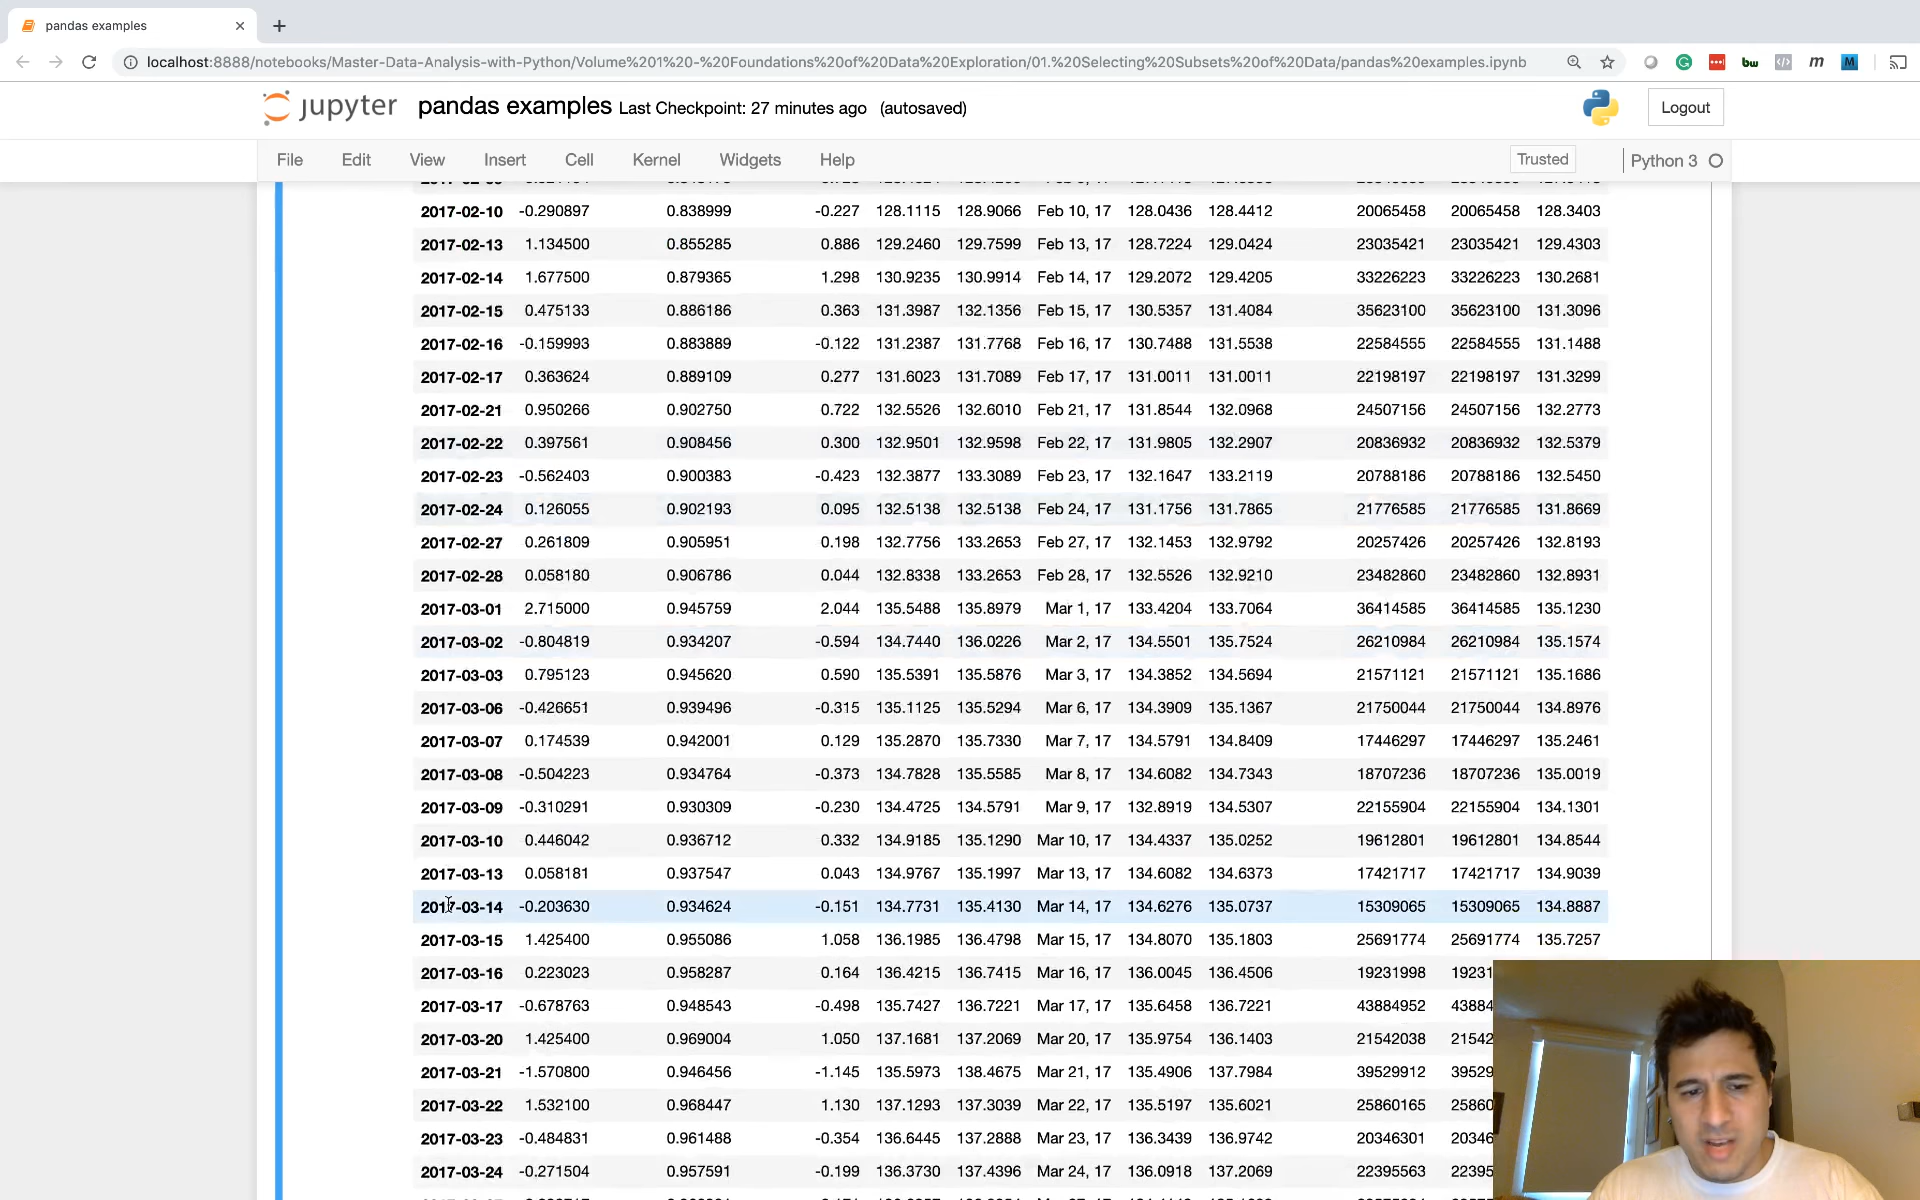 pandas examples
localhost:8888/notebooks/Master-Data-Analysis-with-Python/Volume%201%20-%20Foundations%20of%20Data%20Exploration/01.%20Selecting%20Subsets%20of%20Data/pandas%20examples.ipynb
bw
m
M
jupyter pandas examples Last Checkpoint: 27 minutes ago (autosaved)
Logout
File Edit View Insert Cell Kernel Widgets Help Trusted Python 3
2017-02-10 -0.290897 0.838999 -0.227 128.1115 128.9066 Feb 10, 17 128.0436 128.4412 20065458 20065458 128.3403
2017-02-13 1.134500 0.855285 0.886 129.2460 129.7599 Feb 13, 17 128.7224 129.0424 23035421 23035421 129.4303
2017-02-14 1.677500 0.879365 1.298 130.9235 130.9914 Feb 14, 17 129.2072 129.4205 33226223 33226223 130.2681
2017-02-15 0.475133 0.886186 0.363 131.3987 132.1356 Feb 15, 17 130.5357 131.4084 35623100 35623100 131.3096
2017-02-16 -0.159993 0.883889 -0.122 131.2387 131.7768 Feb 16, 17 130.7488 131.5538 22584555 22584555 131.1488
2017-02-17 0.363624 0.889109 0.277 131.6023 131.7089 Feb 17, 17 131.0011 131.0011 22198197 22198197 131.3299
2017-02-21 0.950266 0.902750 0.722 132.5526 132.6010 Feb 21, 17 131.8544 132.0968 24507156 24507156 132.2773
2017-02-22 0.397561 0.908456 0.300 132.9501 132.9598 Feb 22, 17 131.9805 132.2907 20836932 20836932 132.5379
2017-02-23 -0.562403 0.900383 -0.423 132.3877 133.3089 Feb 23, 17 132.1647 133.2119 20788186 20788186 132.5450
2017-02-24 0.126055 0.902193 0.095 132.5138 132.5138 Feb 24, 17 131.1756 131.7865 21776585 21776585 131.8669
2017-02-27 0.261809 0.905951 0.198 132.7756 133.2653 Feb 27, 17 132.1453 132.9792 20257426 20257426 132.8193
2017-02-28 0.058180 0.906786 0.044 132.8338 133.2653 Feb 28, 17 132.5526 132.9210 23482860 23482860 132.8931
2017-03-01 2.715000 0.945759 2.044 135.5488 135.8979 Mar 1, 17 133.4204 133.7064 36414585 36414585 135.1230
2017-03-02 -0.804819 0.934207 -0.594 134.7440 136.0226 Mar 2, 17 134.5501 135.7524 26210984 26210984 135.1574
2017-03-03 0.795123 0.945620 0.590 135.5391 135.5876 Mar 3, 17 134.3852 134.5694 21571121 21571121 135.1686
2017-03-06 -0.426651 0.939496 -0.315 135.1125 135.5294 Mar 6, 17 134.3909 135.1367 21750044 21750044 134.8976
2017-03-07 0.174539 0.942001 0.129 135.2870 135.7330 Mar 7, 17 134.5791 134.8409 17446297 17446297 135.2461
2017-03-08 -0.504223 0.934764 -0.373 134.7828 135.5585 Mar 8, 17 134.6082 134.7343 18707236 18707236 135.0019
2017-03-09 -0.310291 0.930309 -0.230 134.4725 134.5791 Mar 9, 17 132.8919 134.5307 22155904 22155904 134.1301
2017-03-10 0.446042 0.936712 0.332 134.9185 135.1290 Mar 10, 17 134.4337 135.0252 19612801 19612801 134.8544
2017-03-13 0.058181 0.937547 0.043 134.9767 135.1997 Mar 13, 17 134.6082 134.6373 17421717 17421717 134.9039
2017-03-14 -0.203630 0.934624 -0.151 134.7731 135.4130 Mar 14, 17 134.6276 135.0737 15309065 15309065 134.8887
2017-03-15 1.425400 0.955086 1.058 136.1985 136.4798 Mar 15, 17 134.8070 135.1803 25691774 25691774 135.7257
2017-03-16 0.223023 0.958287 0.164 136.4215 136.7415 Mar 16, 17 136.0045 136.4506 19231998 19231
2017-03-17 -0.678763 0.948543 -0.498 135.7427 136.7221 Mar 17, 17 135.6458 136.7221 43884952 43884
2017-03-20 1.425400 0.969004 1.050 137.1681 137.2069 Mar 20, 17 135.9754 136.1403 21542038 21542
2017-03-21 -1.570800 0.946456 -1.145 135.5973 138.4675 Mar 21, 17 135.4906 137.7984 39529912 39529
2017-03-22 1.532100 0.968447 1.130 137.1293 137.3039 Mar 22, 17 135.5197 135.6021 25860165 25860
2017-03-23 -0.484831 0.961488 -0.354 136.6445 137.2888 Mar 23, 17 136.3439 136.9742 20346301 20346
2017-03-24 -0.271504 0.957591 -0.199 136.3730 137.4396 Mar 24, 17 136.0918 137.2069 22395563 22395